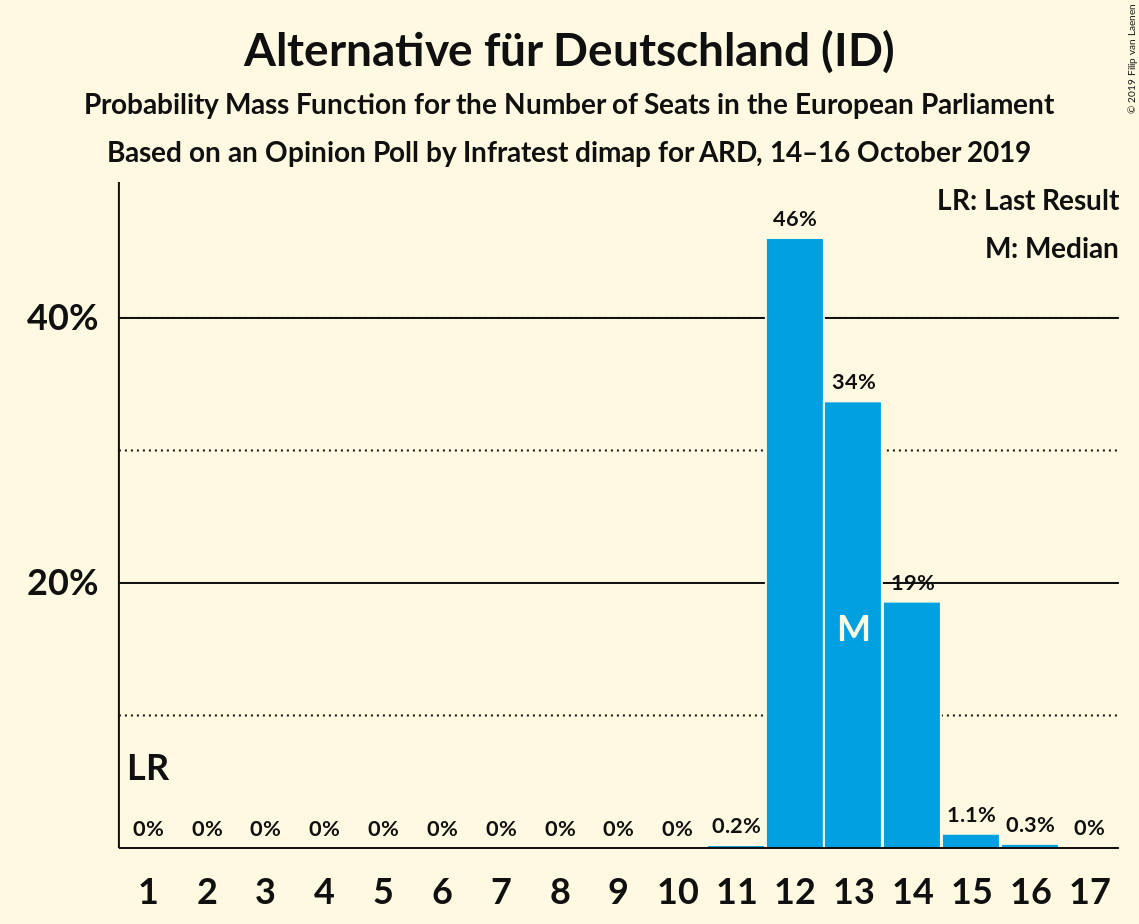 Alternative für Deutschland (ID)
Probability Mass Function for the Number of Seats in the European Parliament
Based on an Opinion Poll by Infratest dimap for ARD, 14–16 October 2019
© 2019 Filip van Laenen
LR: Last Result
M: Median
46%
40%
34%
20%
19%
M
LR
0% 0% 0% 0% 0% 0% 0% 0% 0% 0% 0.2% 1.1% 0.3% 0%
1 2 3 4 5 6 7 8 9 10 11 12 13 14 15 16 17